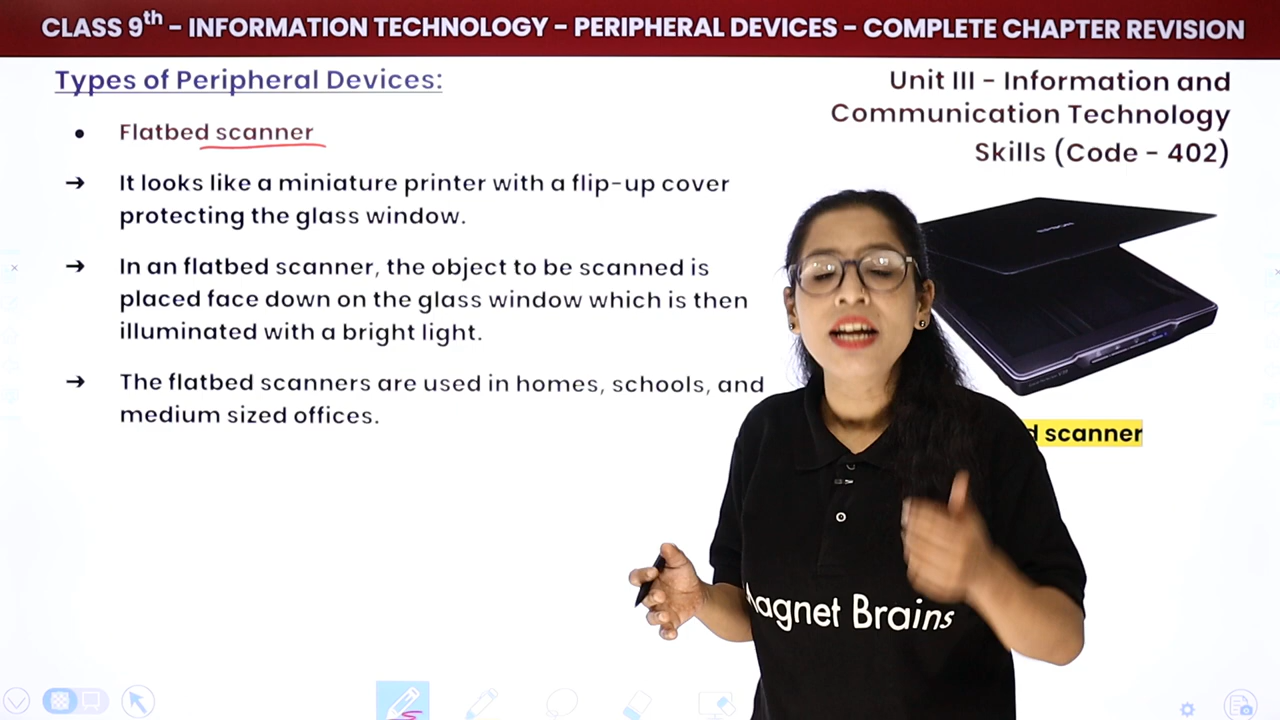 CLASS 9th – INFORMATION TECHNOLOGY – PERIPHERAL DEVICES – COMPLETE CHAPTER REVISION
Types of Peripheral Devices:
• Flatbed scanner
→ It looks like a miniature printer with a flip-up cover
protecting the glass window.
→ In an flatbed scanner, the object to be scanned is
placed face down on the glass window which is then
illuminated with a bright light.
→ The flatbed scanners are used in homes, schools, and
medium sized offices.
Unit III – Information and
Communication Technology
Skills (Code – 402)
EPSON
scanner
Brains